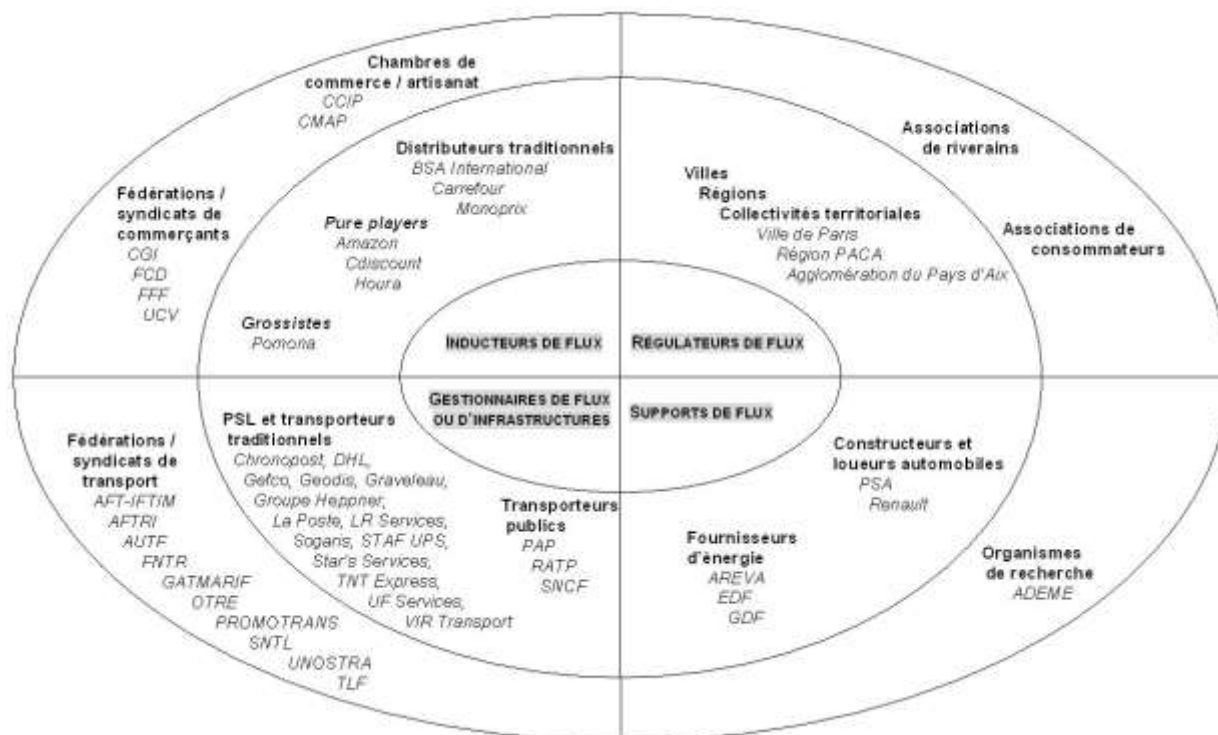 Chambres de
commerce / artisanat
CCIP
CMAP
Distributeurs traditionnels
BSA International
Carrefour
Monoprix
Fédérations /
syndicats de
commerçants
CGI
FCD
FFF
UCV
Pure players
Amazon
Cdiscount
Houra
Grossistes
Pomona
INDUCTEURS DE FLUX
Associations
de riverains
Villes
Régions
Collectivités territoriales
Ville de Paris
Région PACA
Agglomération du Pays d'Aix
Associations de
consommateurs
RÉGULATEURS DE FLUX
GESTIONNAIRES DE FLUX
OU D'INFRASTRUCTURES
PSL et transporteurs
traditionnels
Chronopost, DHL,
Gefco, Geodis, Graveleau,
Groupe Heppner,
La Poste, LR Services,
Sogaris, STAF UPS,
Star's Services,
TNT Express,
UF Services,
VIR Transport
Fédérations /
syndicats de
transport
AFT-IFTIM
AFTRI
AUTF
FNTR
GATMARIF
OTRE
PROMOTRANS
SNTL
UNOSTRA
TLF
Transporteurs
publics
PAP
RATP
SNCF
SUPPORTS DE FLUX
Constructeurs et
loueurs automobiles
PSA
Renault
Fournisseurs
d'énergie
AREVA
EDF
GDF
Organismes
de recherche
ADEME